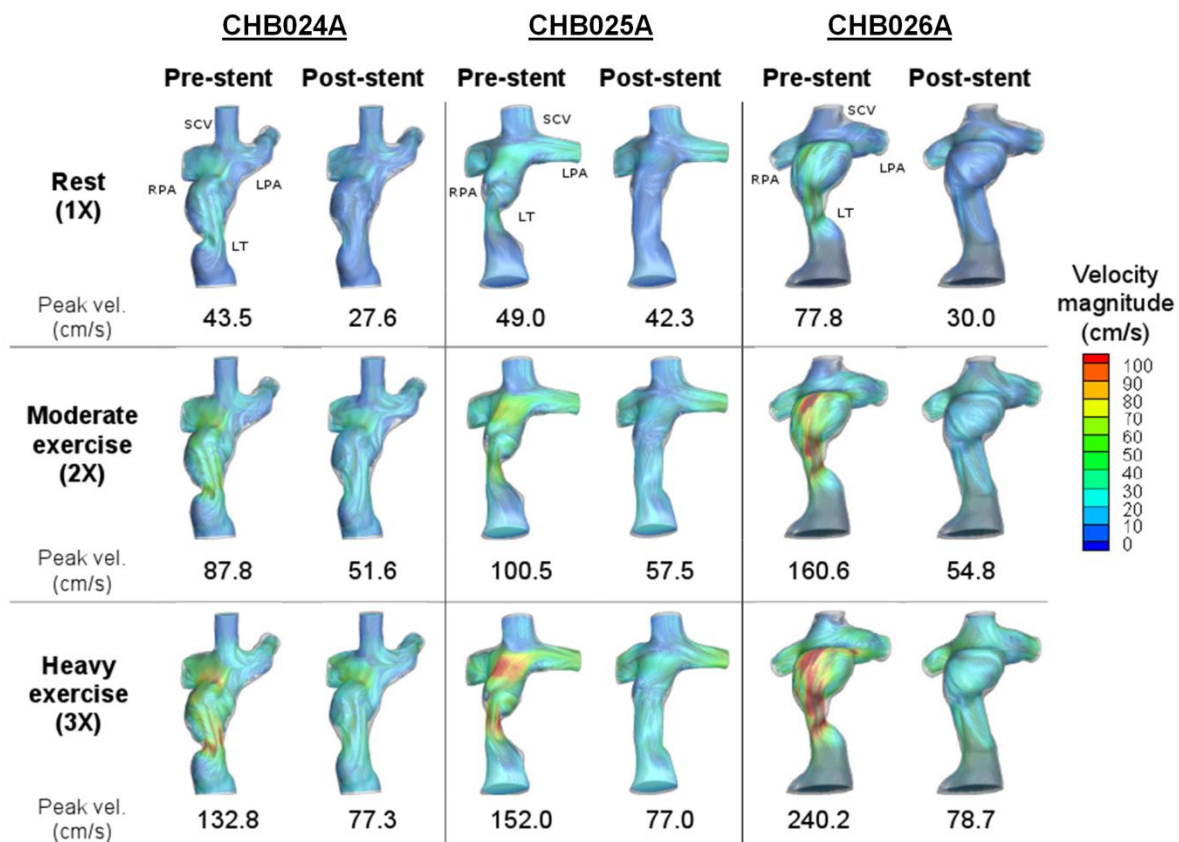 CHB024A CHB025A CHB026A
Pre-stent Post-stent Pre-stent Post-stent Pre-stent Post-stent
SCV SCV SCV
RPA LPA RPA LPA RPA LPA
LT LT LT
Rest
(1X)
Peak vel.
(cm/s)
43.5 27.6 49.0 42.3 77.8 30.0
Moderate
exercise
(2X)
Peak vel.
(cm/s)
87.8 51.6 100.5 57.5 160.6 54.8
Heavy
exercise
(3X)
Peak vel.
(cm/s)
132.8 77.3 152.0 77.0 240.2 78.7
Velocity
magnitude
(cm/s)
100
90
80
70
60
50
40
30
20
10
0